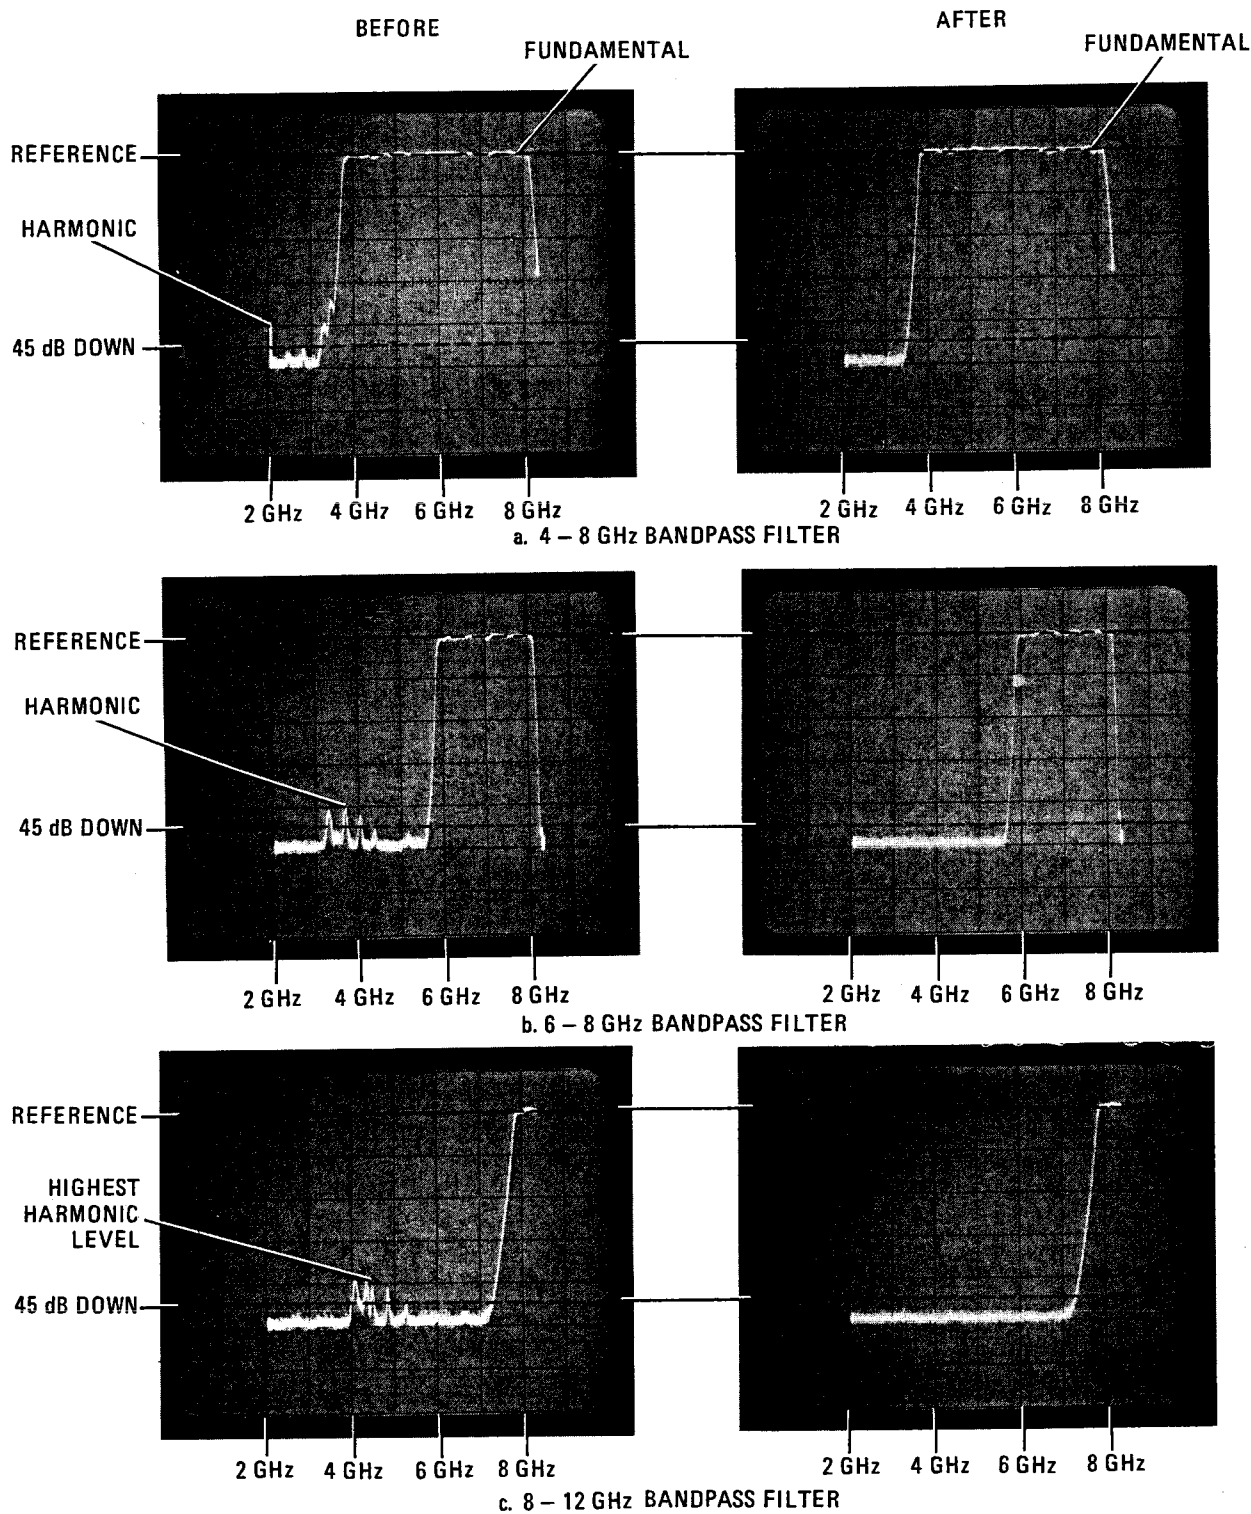 BEFORE
AFTER
FUNDAMENTAL
FUNDAMENTAL
REFERENCE
HARMONIC
45 dB DOWN
2 GHz 4 GHz 6 GHz 8 GHz
2 GHz 4 GHz 6 GHz 8 GHz
a. 4 – 8 GHz BANDPASS FILTER
REFERENCE
HARMONIC
45 dB DOWN
2 GHz 4 GHz 6 GHz 8 GHz
2 GHz 4 GHz 6 GHz 8 GHz
b. 6 – 8 GHz BANDPASS FILTER
REFERENCE
HIGHEST
HARMONIC
LEVEL
45 dB DOWN
2 GHz 4 GHz 6 GHz 8 GHz
2 GHz 4 GHz 6 GHz 8 GHz
c. 8 – 12 GHz BANDPASS FILTER